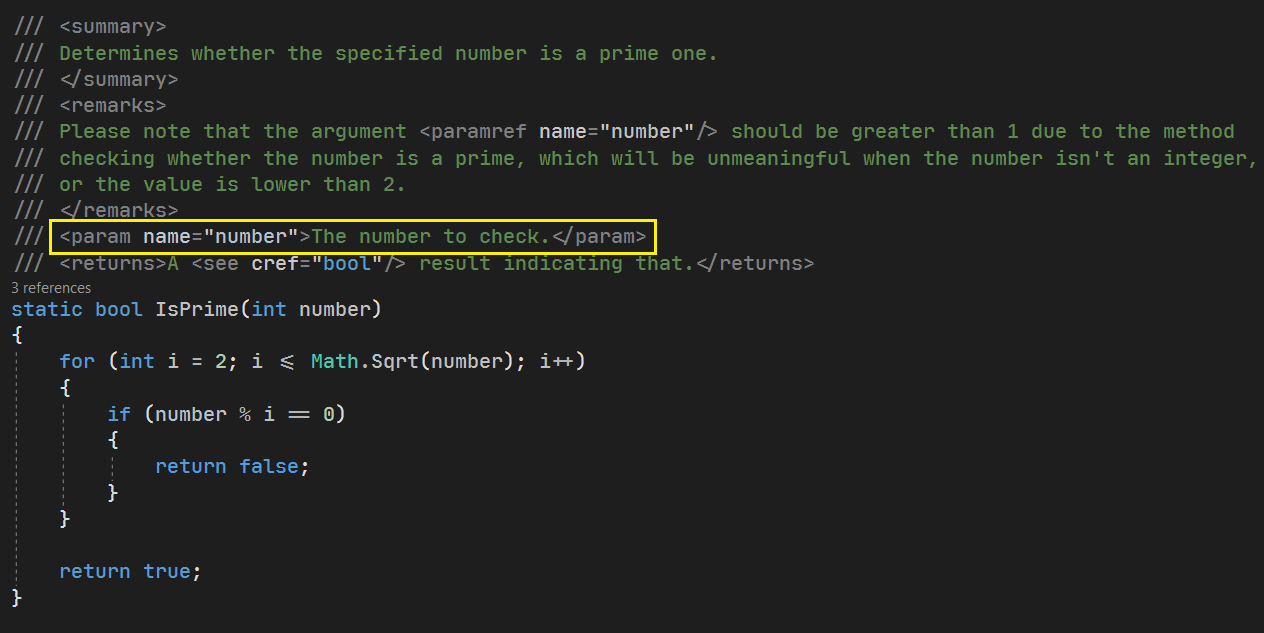 /// <summary>
/// Determines whether the specified number is a prime one.
/// </summary>
/// <remarks>
/// Please note that the argument <paramref name="number"/> should be greater than 1 due to the method
/// checking whether the number is a prime, which will be unmeaningful when the number isn't an integer,
/// or the value is lower than 2.
/// </remarks>
/// <param name="number">The number to check.</param>
/// <returns>A <see cref="bool"/> result indicating that.</returns>
3 references
static bool IsPrime(int number)
{
    for (int i = 2; i <= Math.Sqrt(number); i++)
    {
        if (number % i == 0)
        {
            return false;
        }
    }

    return true;
}